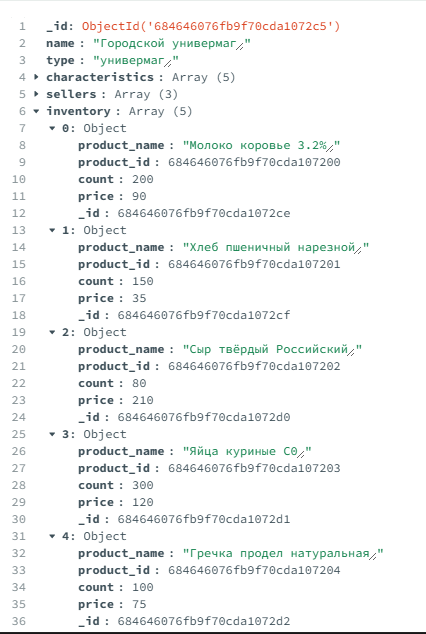 1 _id: ObjectId('684646076fb9f70cda1072c5')
2 name : "Городской универмаг"
3 type : "универмаг"
4 characteristics : Array (5)
5 sellers : Array (3)
6 inventory : Array (5)
7 0: Object
8 product_name : "Молоко коровье 3.2%"
9 product_id : 684646076fb9f70cda107200
10 count : 200
11 price : 90
12 _id : 684646076fb9f70cda1072ce
13 1: Object
14 product_name : "Хлеб пшеничный нарезной"
15 product_id : 684646076fb9f70cda107201
16 count : 150
17 price : 35
18 _id : 684646076fb9f70cda1072cf
19 2: Object
20 product_name : "Сыр твёрдый Российский"
21 product_id : 684646076fb9f70cda107202
22 count : 80
23 price : 210
24 _id : 684646076fb9f70cda1072d0
25 3: Object
26 product_name : "Яйца куриные С0"
27 product_id : 684646076fb9f70cda107203
28 count : 300
29 price : 120
30 _id : 684646076fb9f70cda1072d1
31 4: Object
32 product_name : "Гречка продел натуральная"
33 product_id : 684646076fb9f70cda107204
34 count : 100
35 price : 75
36 _id : 684646076fb9f70cda1072d2